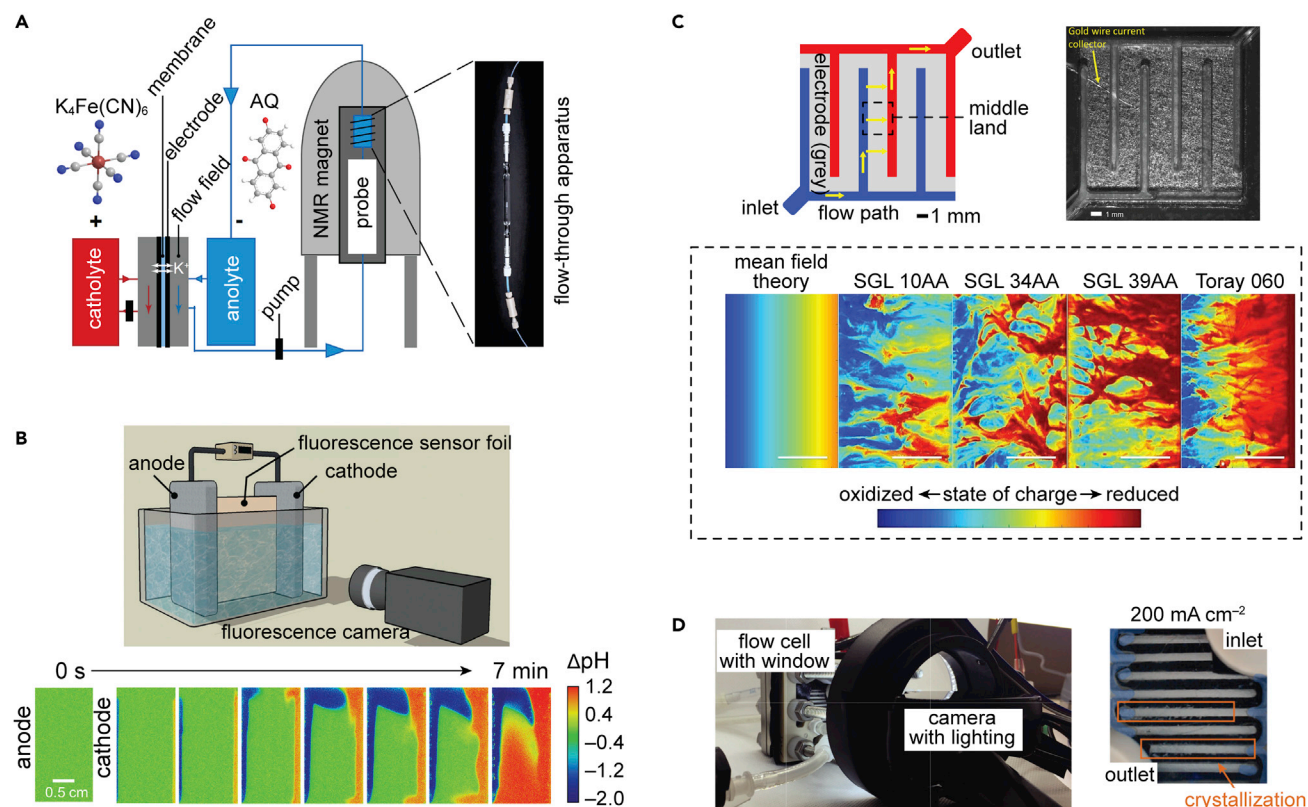 A
K₄Fe(CN)₆
membrane
electrode
flow field
AQ
+
-
K⁺
catholyte
anolyte
pump
NMR magnet
probe
flow-through apparatus
B
fluorescence sensor foil
anode
cathode
fluorescence camera
0 s
7 min
anode
cathode
0.5 cm
ΔpH
1.2
0.4
–0.4
–1.2
–2.0
C
electrode (grey)
outlet
middle
land
inlet
flow path
1 mm
Gold wire current
collector
1 mm
mean field
theory
SGL 10AA
SGL 34AA
SGL 39AA
Toray 060
oxidized ← state of charge → reduced
D
flow cell
with window
camera
with lighting
200 mA cm⁻²
inlet
outlet
crystallization